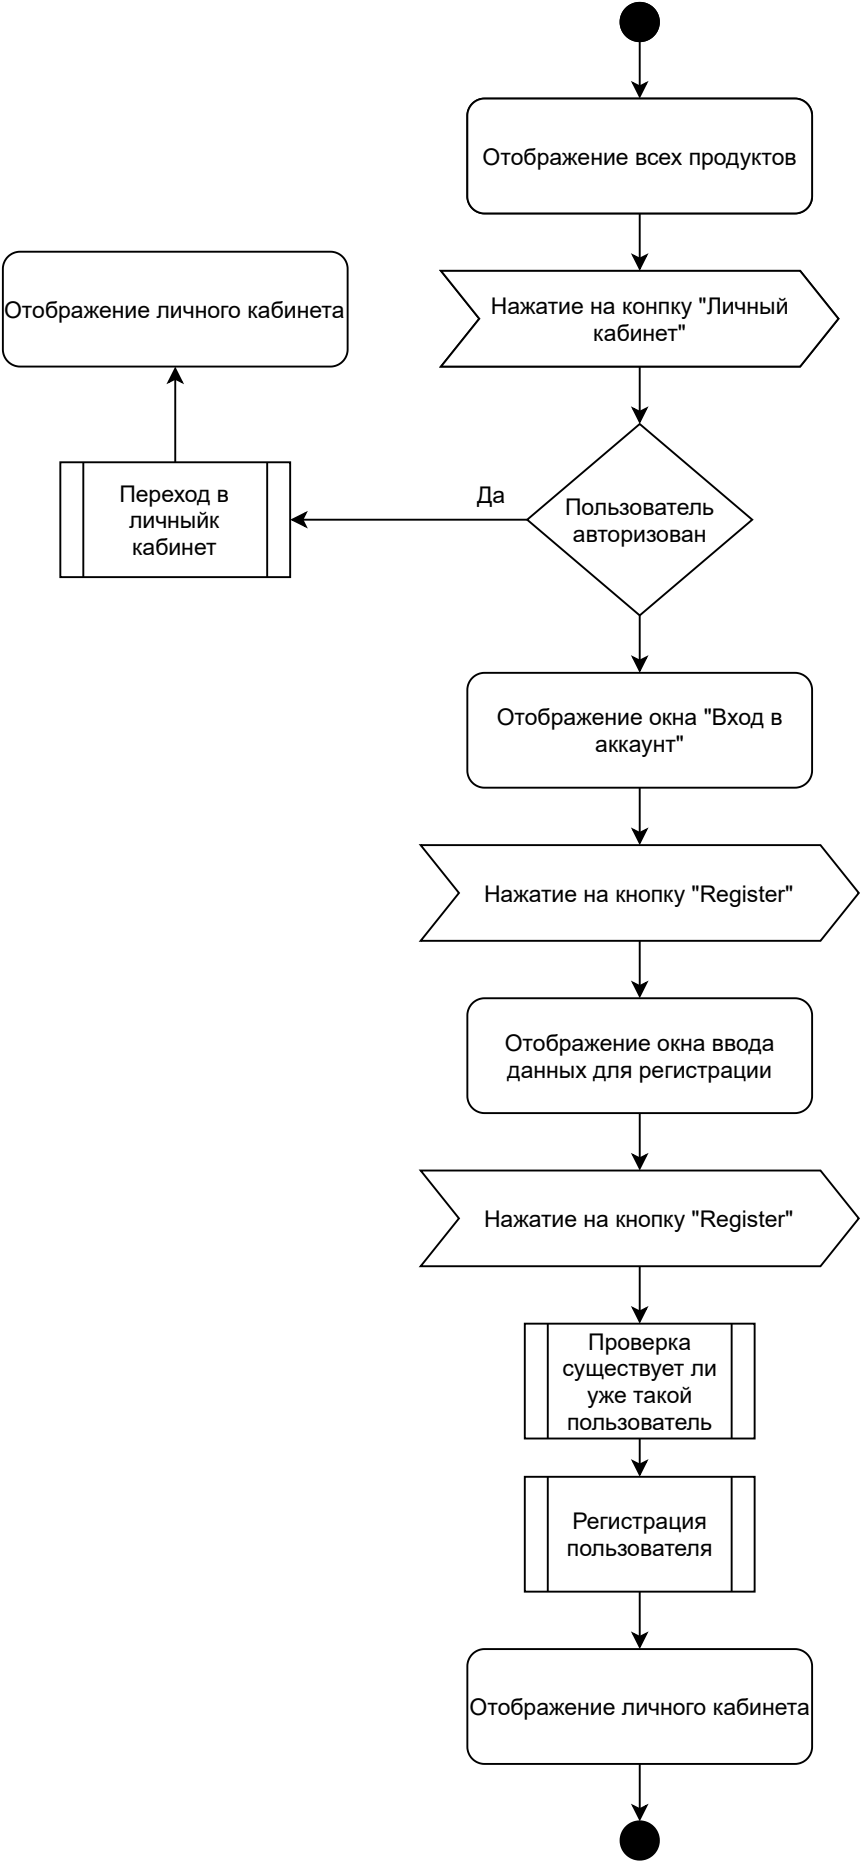 Отображение всех продуктов
Нажатие на конпку "Личный
кабинет"
Отображение личного кабинета
Пользователь
авторизован
Да
Переход в
личныйк
кабинет
Отображение окна "Вход в
аккаунт"
Нажатие на кнопку "Register"
Отображение окна ввода
данных для регистрации
Нажатие на кнопку "Register"
Проверка
существует ли
уже такой
пользователь
Регистрация
пользователя
Отображение личного кабинета